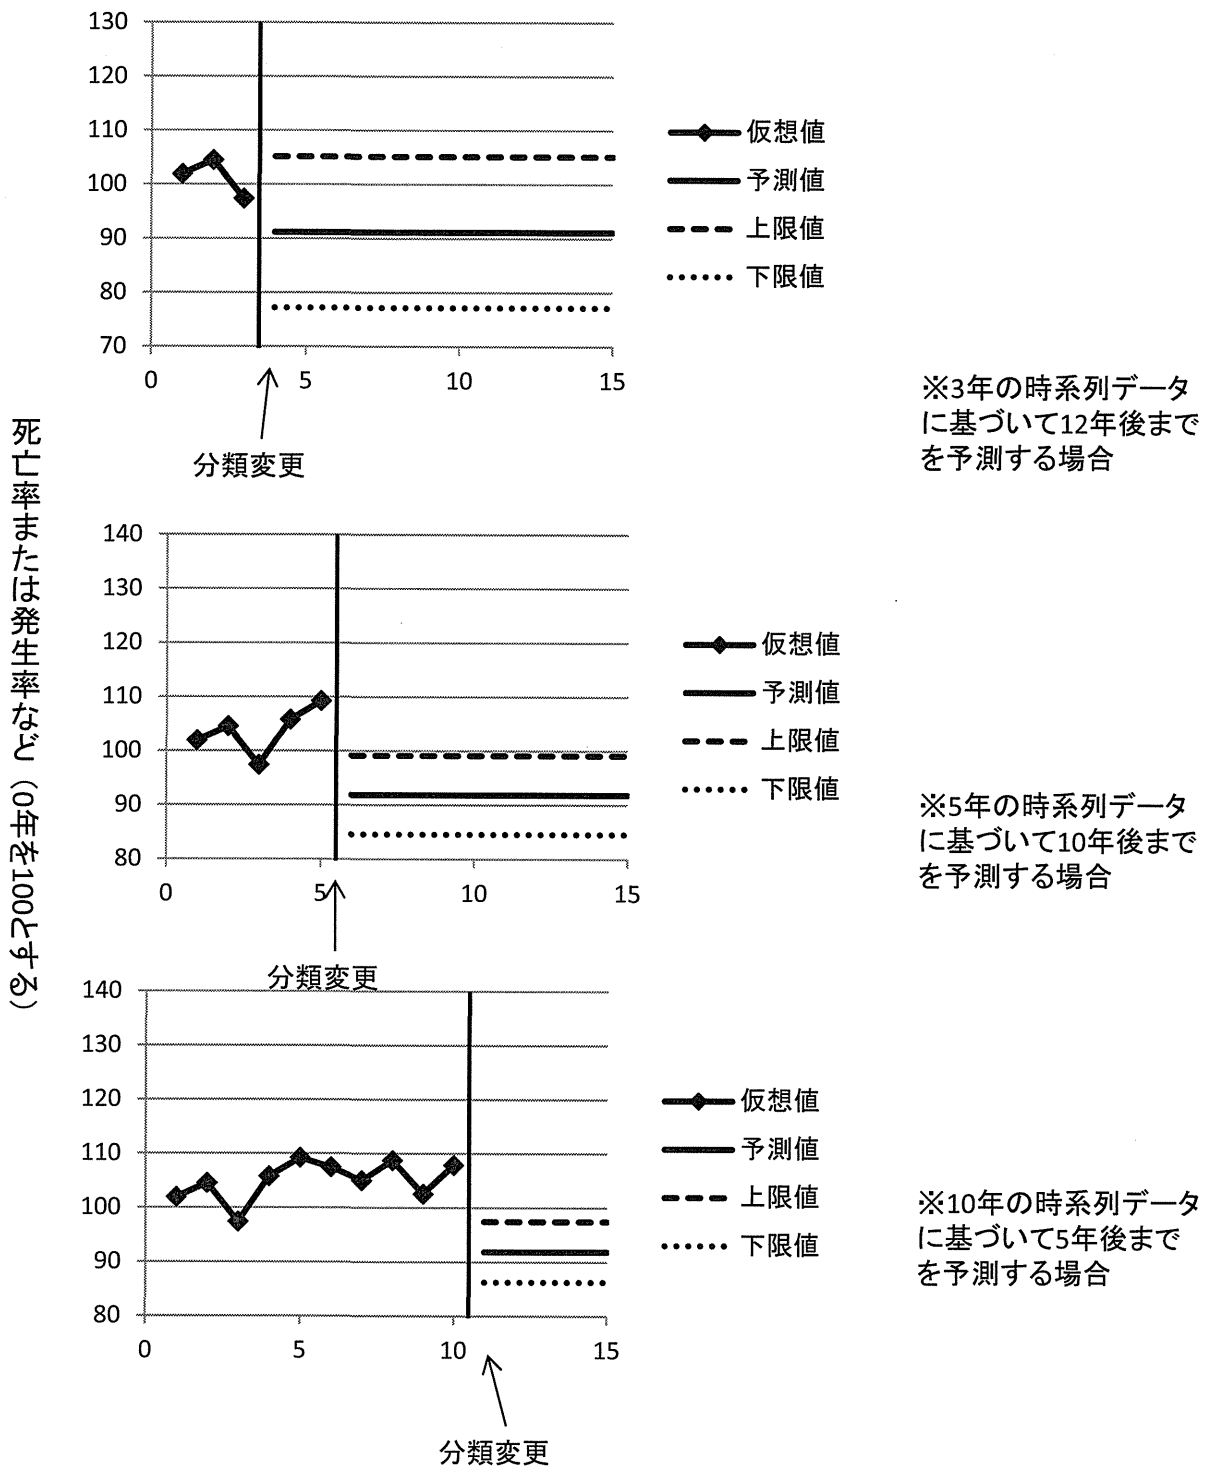 死亡率または発生率など（0年を100とする）
130
120
110
100
90
80
70
0
5
10
15
分類変更
仮想値
予測値
上限値
下限値
※3年の時系列データ
に基づいて12年後まで
を予測する場合
140
130
120
110
100
90
80
0
5
10
15
分類変更
仮想値
予測値
上限値
下限値
※5年の時系列データ
に基づいて10年後まで
を予測する場合
140
130
120
110
100
90
80
0
5
10
15
分類変更
仮想値
予測値
上限値
下限値
※10年の時系列データ
に基づいて5年後まで
を予測する場合